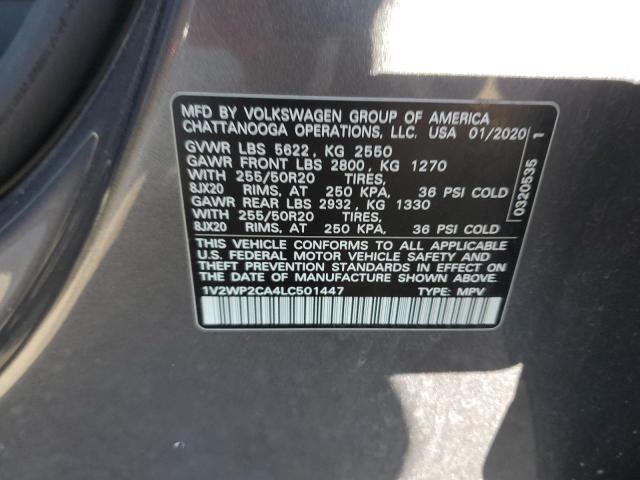 MFD BY VOLKSWAGEN GROUP OF AMERICA
CHATTANOOGA OPERATIONS, LLC. USA 01/2020
GVWR LBS 5622, KG 2550
GAWR FRONT LBS 2800, KG 1270
WITH 255/50R20 TIRES,
8JX20 RIMS, AT 250 KPA, 36 PSI COLD
GAWR REAR LBS 2932, KG 1330
WITH 255/50R20 TIRES,
8JX20 RIMS, AT 250 KPA, 36 PSI COLD
THIS VEHICLE CONFORMS TO ALL APPLICABLE
U.S. FEDERAL MOTOR VEHICLE SAFETY AND
THEFT PREVENTION STANDARDS IN EFFECT ON
THE DATE OF MANUFACTURE SHOWN ABOVE.
1V2WP2CA4LC501447 TYPE: MPV
0320535 1